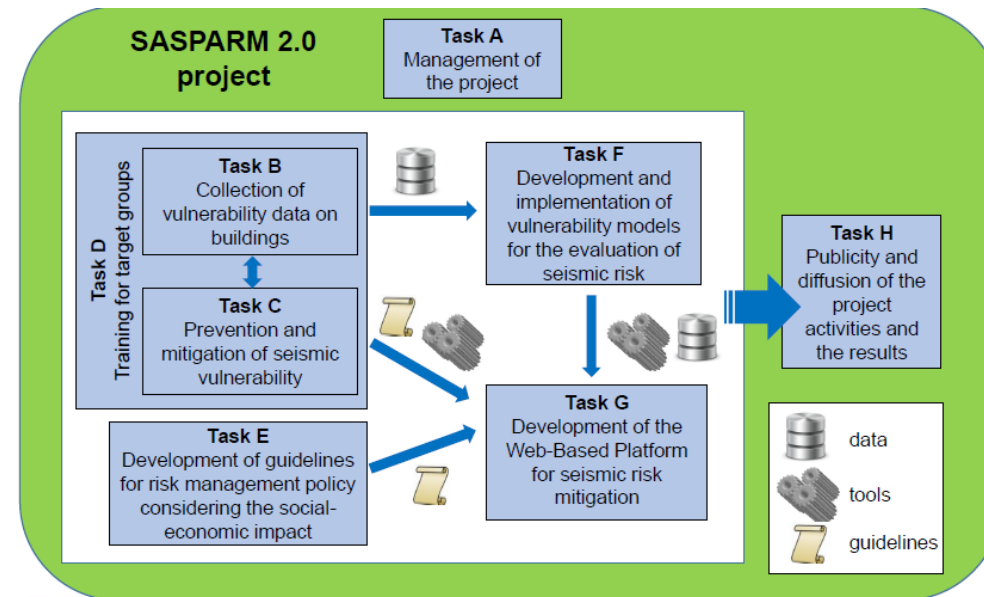 SASPARM 2.0
project
Task A
Management of
the project
Task D
Training for target groups
Task B
Collection of
vulnerability data on
buildings
Task C
Prevention and
mitigation of seismic
vulnerability
Task E
Development of guidelines
for risk management policy
considering the social-
economic impact
Task F
Development and
implementation of
vulnerability models
for the evaluation of
seismic risk
Task G
Development of the
Web-Based Platform
for seismic risk
mitigation
Task H
Publicity and
diffusion of the
project
activities and
the results
data
tools
guidelines